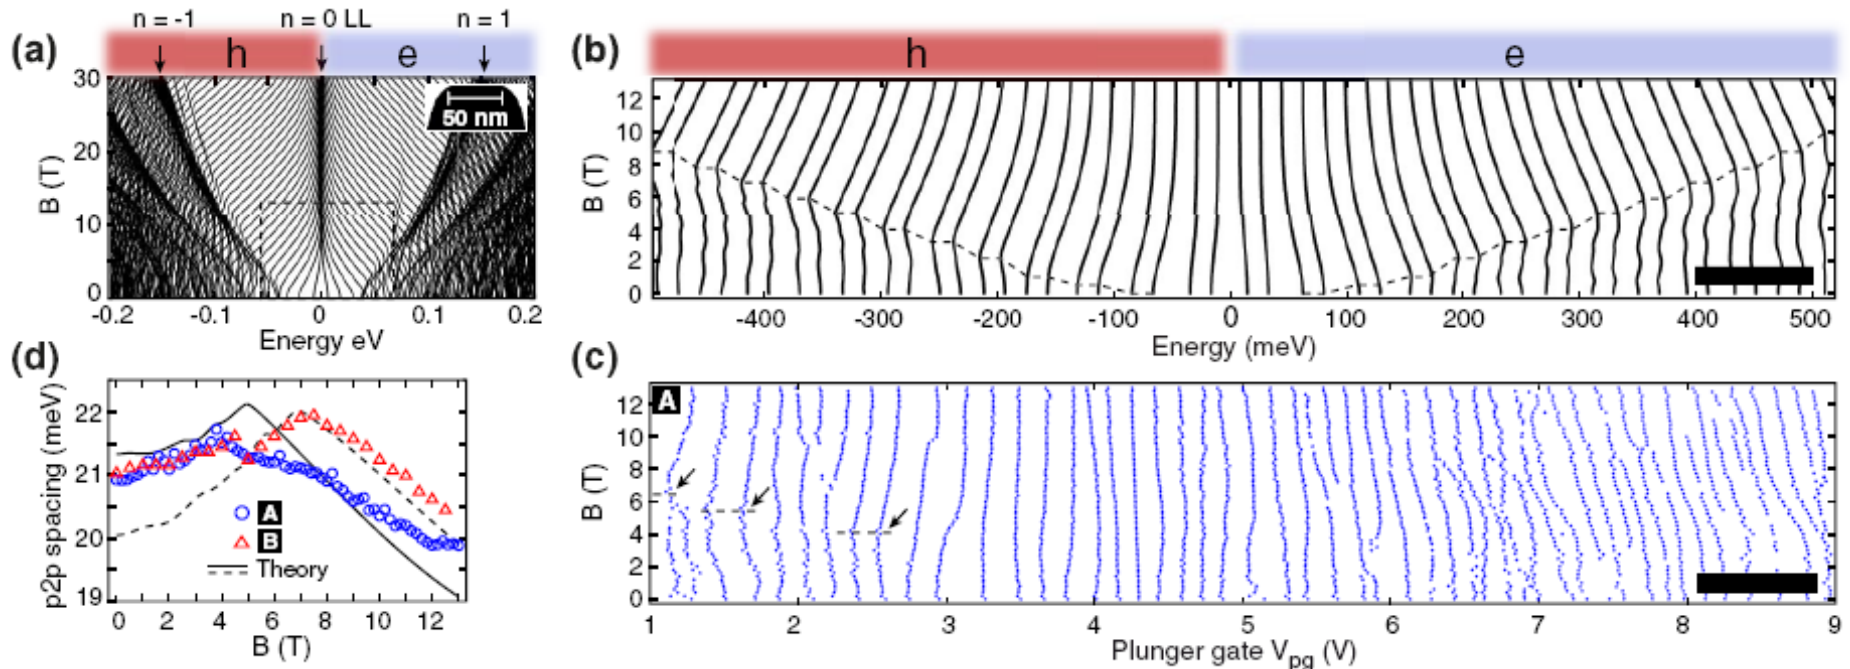 n = -1
n = 0 LL
n = 1
(a)
h
e
30
20
10
0
B (T)
50 nm
-0.2
-0.1
0
0.1
0.2
Energy eV
(b)
h
e
12
10
8
6
4
2
0
B (T)
-400
-300
-200
-100
0
100
200
300
400
500
Energy (meV)
(d)
22
21
20
19
p2p spacing (meV)
A
B
Theory
0
2
4
6
8
10
12
B (T)
(c)
A
12
10
8
6
4
2
0
B (T)
1
2
3
4
5
6
7
8
9
Plunger gate Vpg (V)